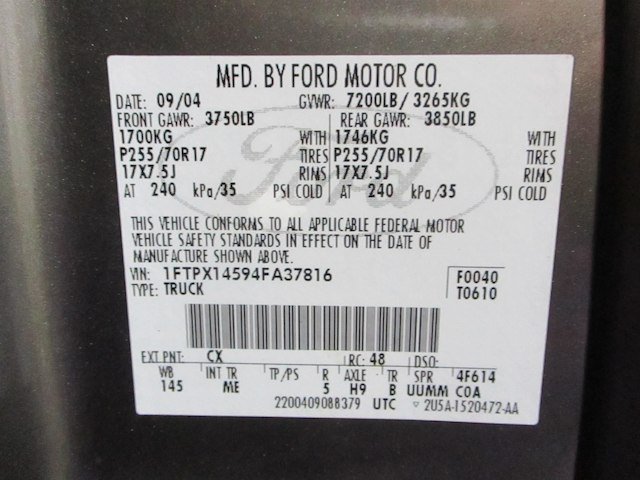 MFD. BY FORD MOTOR CO.
DATE: 09/04 GVWR: 7200LB/ 3265KG
FRONT GAWR: 3750LB REAR GAWR: 3850LB
1700KG WITH 1746KG WITH
P255/70R17 TIRES P255/70R17 TIRES
17X7.5J RIMS 17X7.5J RIMS
AT 240 kPa/35 PSI COLD AT 240 kPa/35 PSI COLD
THIS VEHICLE CONFORMS TO ALL APPLICABLE FEDERAL MOTOR
VEHICLE SAFETY STANDARDS IN EFFECT ON THE DATE OF
MANUFACTURE SHOWN ABOVE.
VIN: 1FTPX14594FA37816 F0040
TYPE: TRUCK T0610
EXT PNT: CX RC: 48 DSO:
WB INT TR TP/PS R AXLE TR SPR 4F614
145 ME 5 H9 B UUMM COA
2200409088379 UTC 2U5A-1520472-AA
Ford